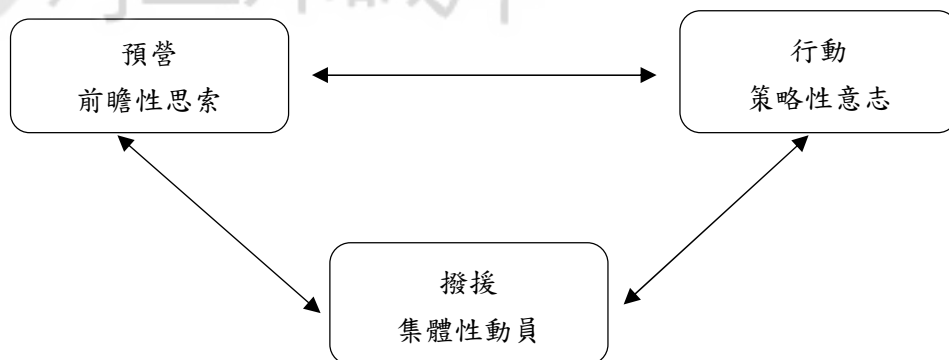 預營
前瞻性思索
行動
策略性意志
撥援
集體性動員